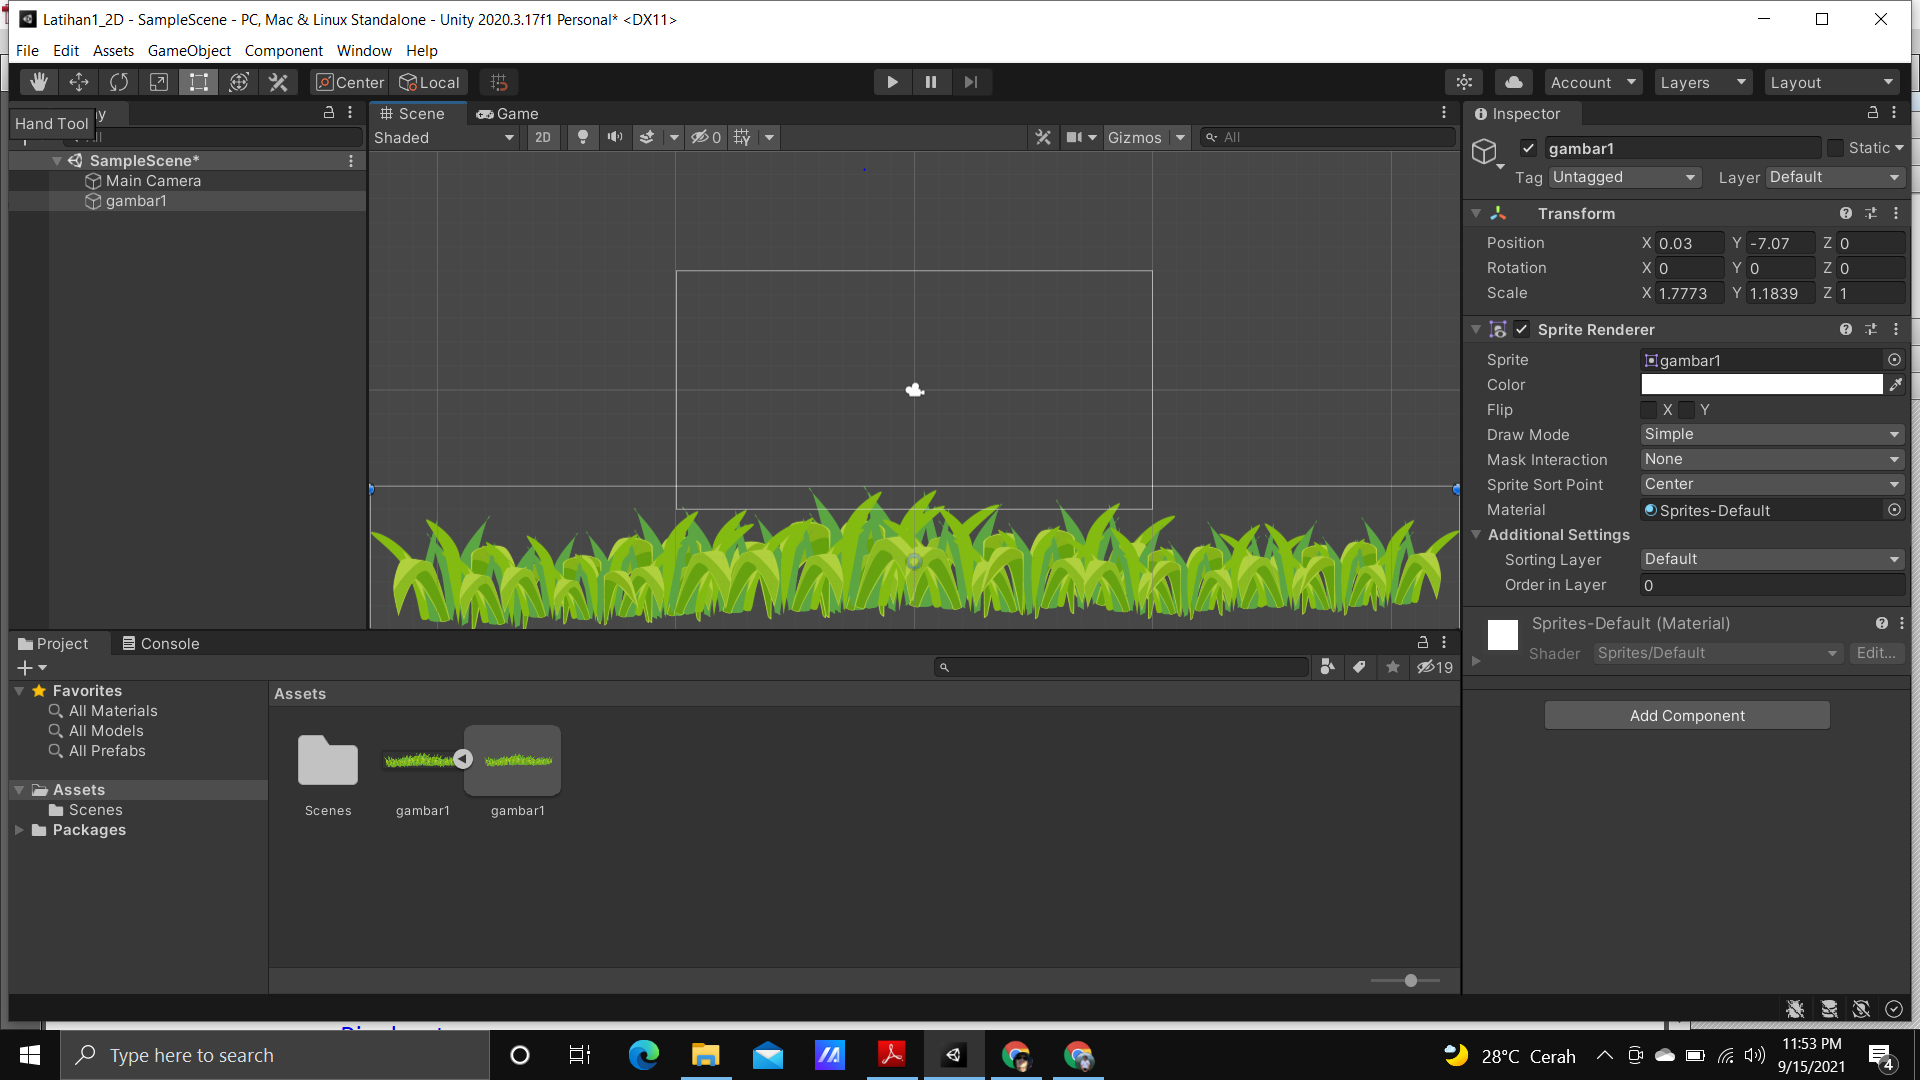 Latihan1_2D - SampleScene - PC, Mac & Linux Standalone - Unity 2020.3.17f1 Personal* <DX11>
File Edit Assets GameObject Component Window Help
Center Local Account Layers Layout
Hand Tool
y
All
SampleScene*
Main Camera
gambar1
Scene Game
Shaded 2D 0 Gizmos All
Inspector
gambar1 Static
Tag Untagged Layer Default
Transform
Position X 0.03 Y -7.07 Z 0
Rotation X 0 Y 0 Z 0
Scale X 1.7773 Y 1.1839 Z 1
Sprite Renderer
Sprite gambar1
Color
Flip X Y
Draw Mode Simple
Mask Interaction None
Sprite Sort Point Center
Material Sprites-Default
Additional Settings
Sorting Layer Default
Order in Layer 0
Sprites-Default (Material)
Shader Sprites/Default Edit...
Add Component
Project Console
19
Favorites
All Materials
All Models
All Prefabs
Assets
Scenes
Packages
Assets
Scenes gambar1 gambar1
Type here to search
28°C Cerah
11:53 PM
9/15/2021
4